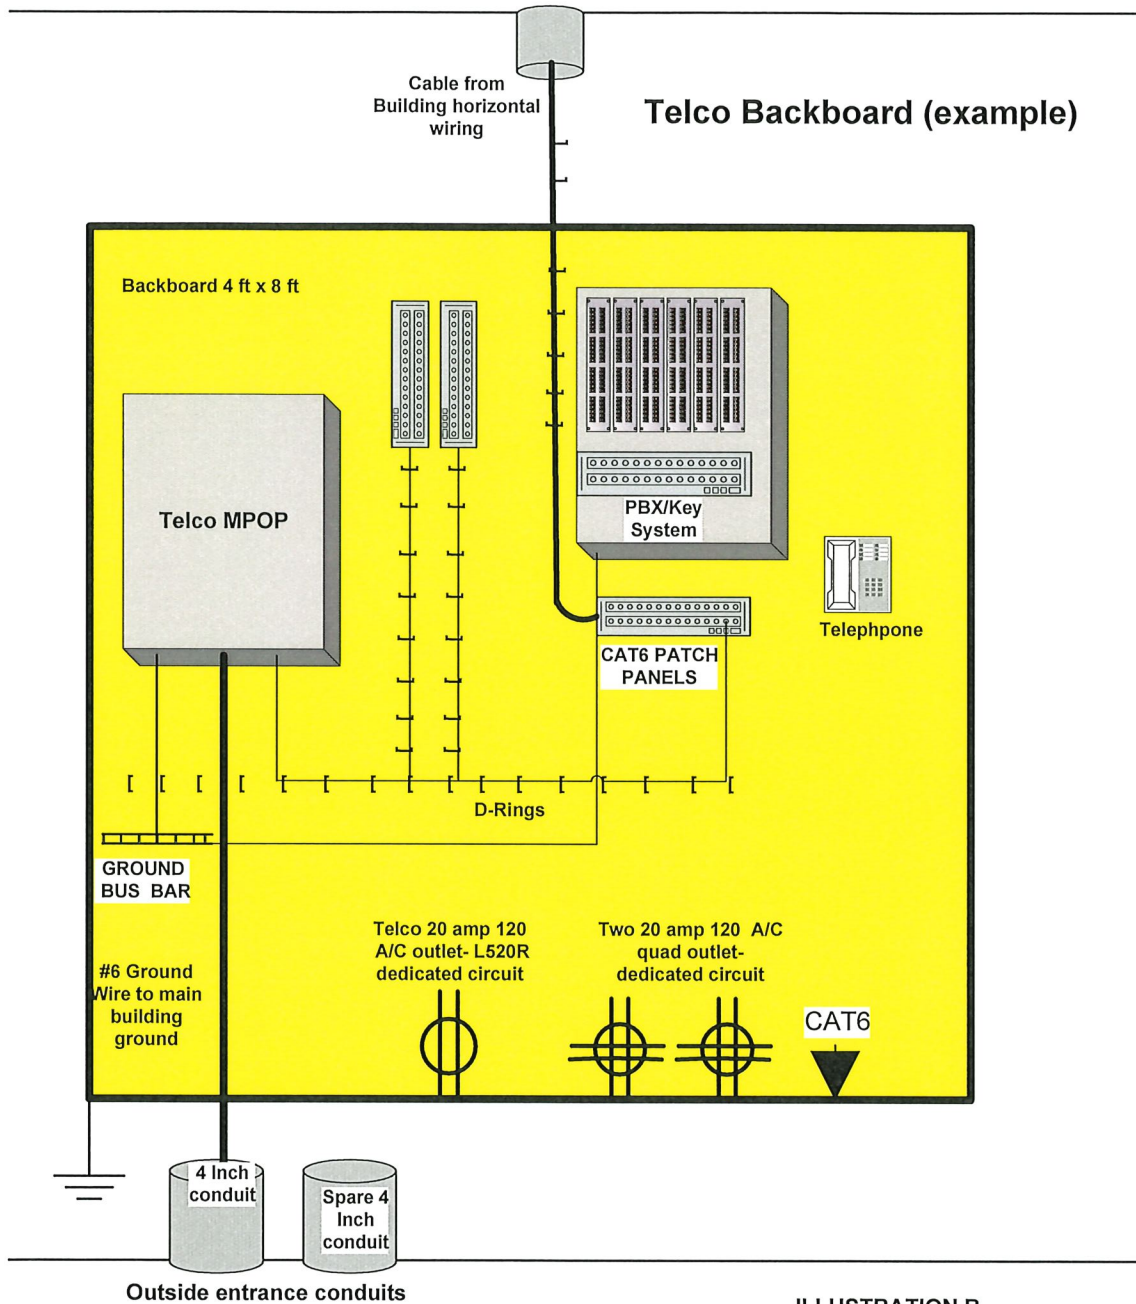 Cable from
Building horizontal
wiring
Telco Backboard (example)
Backboard 4 ft x 8 ft
Telco MPOP
PBX/Key
System
Telephpone
CAT6 PATCH
PANELS
D-Rings
GROUND
BUS BAR
Telco 20 amp 120
A/C outlet- L520R
dedicated circuit
Two 20 amp 120 A/C
quad outlet-
dedicated circuit
#6 Ground
Wire to main
building
ground
CAT6
4 Inch
conduit
Spare 4
Inch
conduit
Outside entrance conduits
ILLUSTRATION B